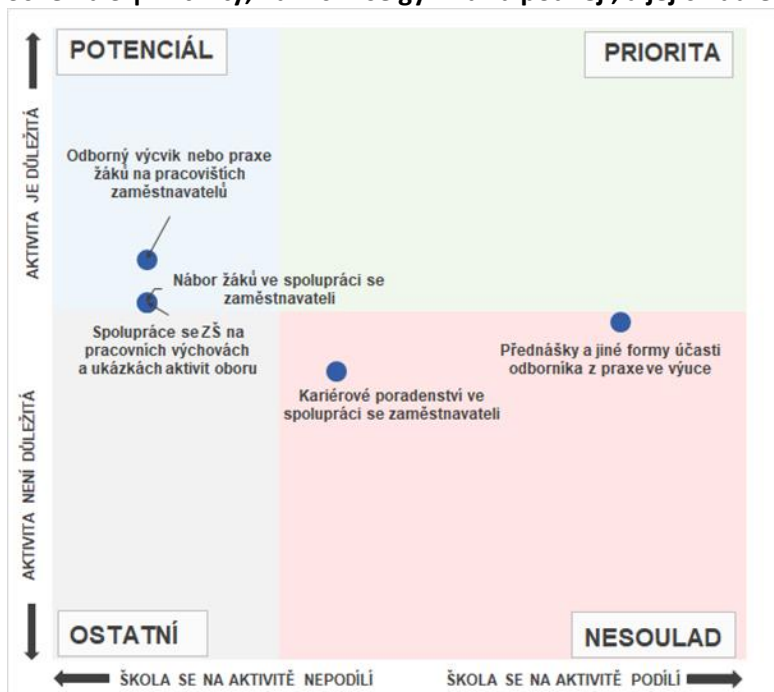 POTENCIÁL
PRIORITA
AKTIVITA JE DŮLEŽITÁ
Odborný výcvik nebo praxe
žáků na pracovištích
zaměstnavatelů
Nábor žáků ve spolupráci se
zaměstnavateli
Spolupráce se ZŠ na
pracovních výchovách
a ukázkách aktivit oboru
Přednášky a jiné formy účasti
odborníka z praxe ve výuce
Kariérové poradenství ve
spolupráci se zaměstnavateli
AKTIVITA NENÍ DŮLEŽITÁ
OSTATNÍ
NESOULAD
ŠKOLA SE NA AKTIVITĚ NEPODÍLÍ
ŠKOLA SE NA AKTIVITĚ PODÍLÍ